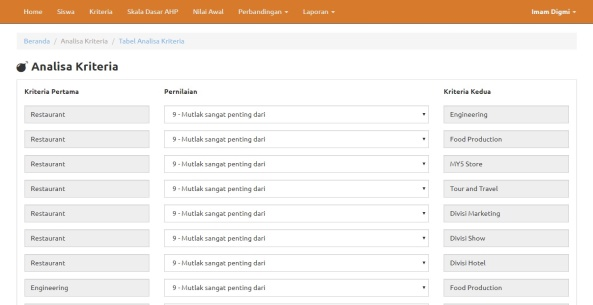 Home Siswa Kriteria Skala Dasar AHP Nilai Awal Perbandingan Laporan Imam Digmi
Beranda / Analisa Kriteria / Tabel Analisa Kriteria
Analisa Kriteria
Kriteria Pertama Pernilaian Kriteria Kedua
Restaurant 9 - Mutlak sangat penting dari Engineering
Restaurant 9 - Mutlak sangat penting dari Food Production
Restaurant 9 - Mutlak sangat penting dari MYS Store
Restaurant 9 - Mutlak sangat penting dari Tour and Travel
Restaurant 9 - Mutlak sangat penting dari Divisi Marketing
Restaurant 9 - Mutlak sangat penting dari Divisi Show
Restaurant 9 - Mutlak sangat penting dari Divisi Hotel
Engineering 9 - Mutlak sangat penting dari Food Production